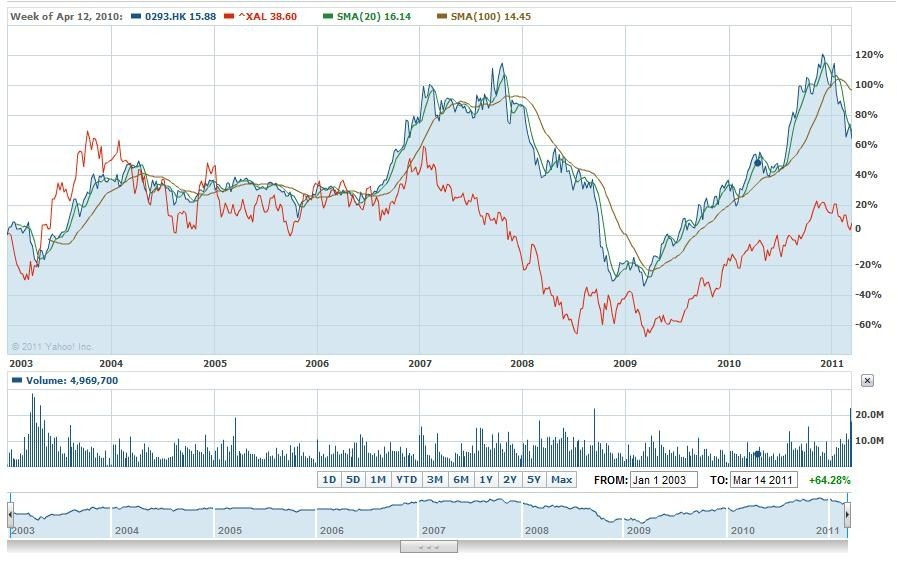 Week of Apr 12, 2010: 0293.HK 15.88 ^XAL 38.60 SMA(20) 16.14 SMA(100) 14.45
120%
100%
80%
60%
40%
20%
0
-20%
-40%
-60%
© 2011 Yahoo! Inc.
2003 2004 2005 2006 2007 2008 2009 2010 2011
Volume: 4,969,700
20.0M
10.0M
1D 5D 1M YTD 3M 6M 1Y 2Y 5Y Max FROM: Jan 1 2003 TO: Mar 14 2011 +64.28%
2003 2004 2005 2006 2007 2008 2009 2010 2011